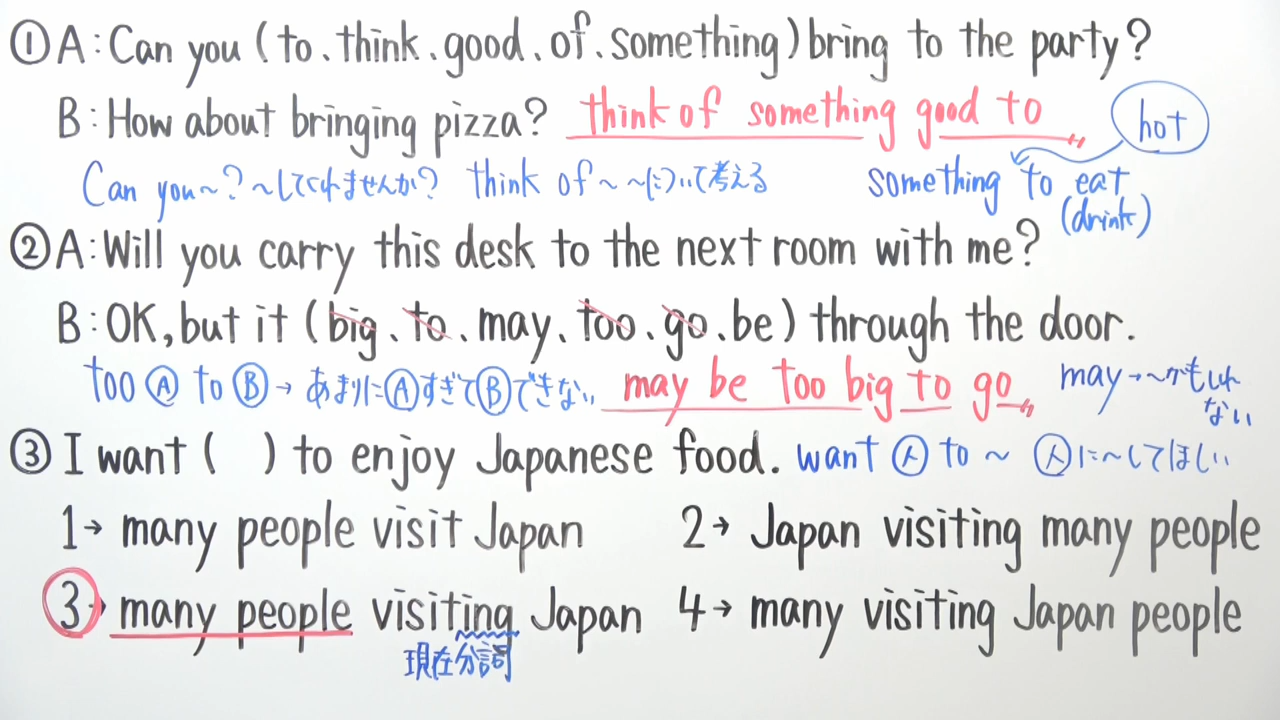 ①A:Can you (to、think、good、of、something) bring to the party?
B:How about bringing pizza? think of something good to
hot
Can you~?~してくれませんか? think of~ ~について考える something to eat
(drink)
②A:Will you carry this desk to the next room with me?
B:OK,but it (big、to、may、too、go、be) through the door.
too Ⓐ to Ⓑ→あまりにⒶすぎてⒷできない may be too big to go may→~かもしれ
ない
③I want ( ) to enjoy Japanese food. want 人 to ~ 人に~してほしい
1→ many people visit Japan 2→ Japan visiting many people
3→ many people visiting Japan 4→ many visiting Japan people
現在分詞